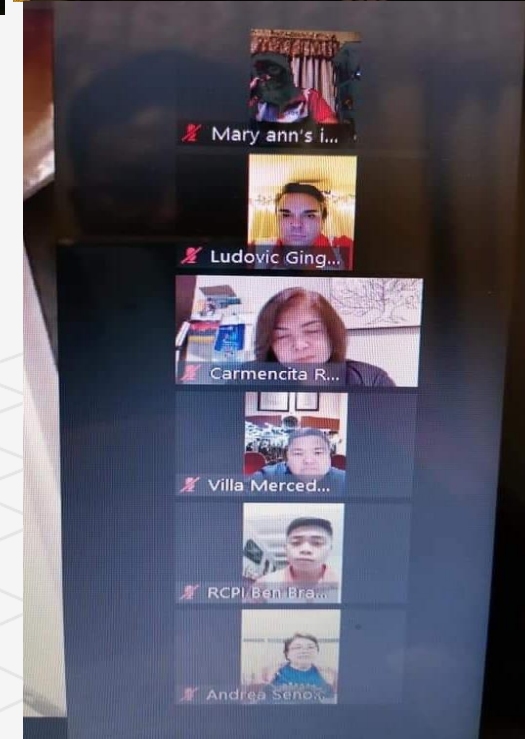 Mary ann's i...
Ludovic Ging...
Carmencita R...
Villa Merced...
RCPI Ben Bra...
Andrea Seno...